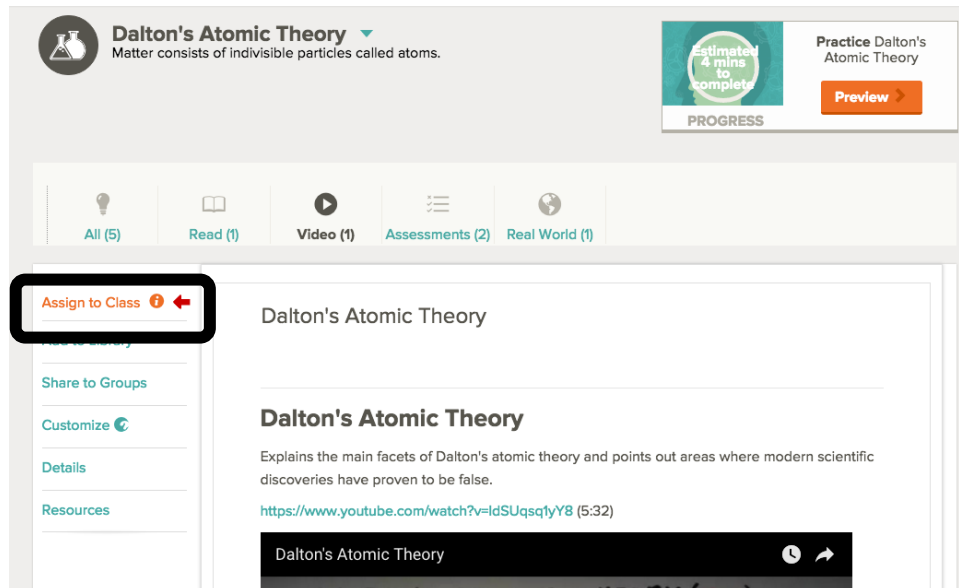 Dalton's Atomic Theory
Matter consists of indivisible particles called atoms.
Estimated
4 mins
to
complete
PROGRESS
Practice Dalton's
Atomic Theory
Preview
All (5)
Read (1)
Video (1)
Assessments (2)
Real World (1)
Assign to Class
Add to Library
Share to Groups
Customize
Details
Resources
Dalton's Atomic Theory
Dalton's Atomic Theory
Explains the main facets of Dalton's atomic theory and points out areas where modern scientific
discoveries have proven to be false.
https://www.youtube.com/watch?v=IdSUqsq1yY8 (5:32)
Dalton's Atomic Theory